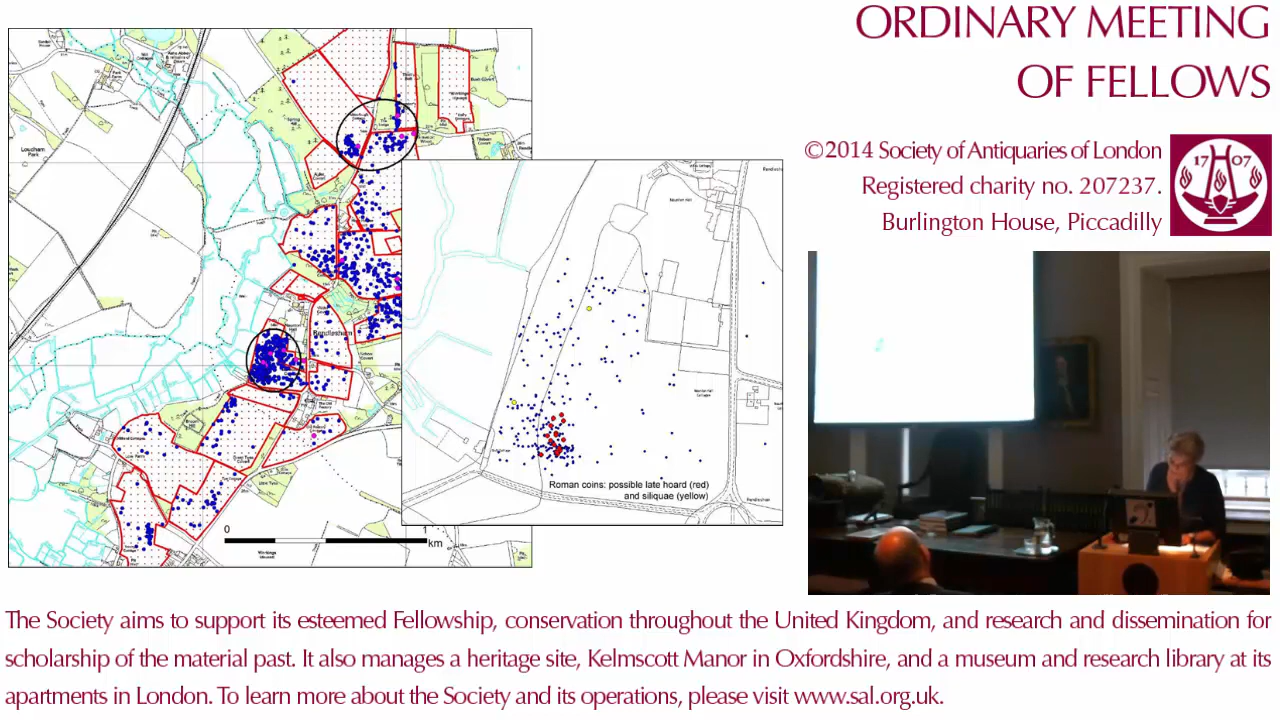 ORDINARY MEETING
OF FELLOWS
©2014 Society of Antiquaries of London
Registered charity no. 207237.
Burlington House, Piccadilly
17 07
Loudham
Park
Rendlesham
0 1 km
Roman coins: possible late hoard (red)
and siliquae (yellow)
The Society aims to support its esteemed Fellowship, conservation throughout the United Kingdom, and research and dissemination for
scholarship of the material past. It also manages a heritage site, Kelmscott Manor in Oxfordshire, and a museum and research library at its
apartments in London. To learn more about the Society and its operations, please visit www.sal.org.uk.